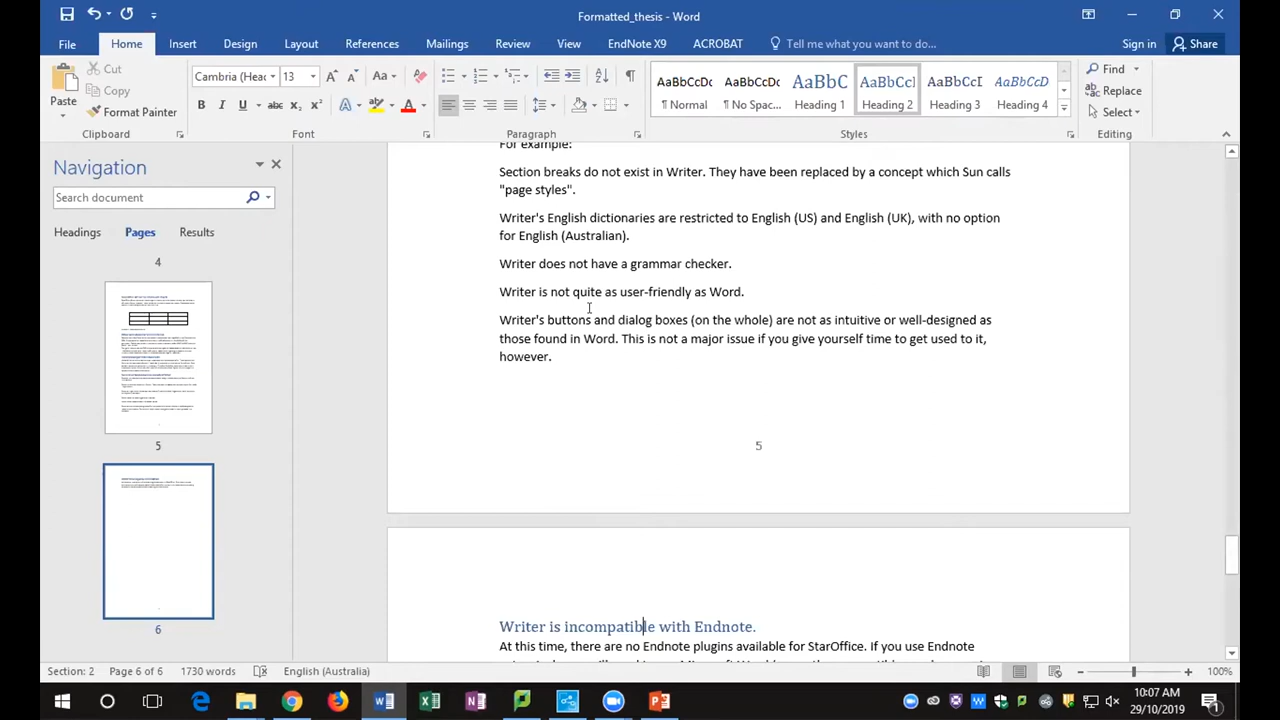 Formatted_thesis - Word
File Home Insert Design Layout References Mailings Review View EndNote X9 ACROBAT Tell me what you want to do... Sign in Share
Paste
Cut
Copy
Format Painter
Clipboard
Cambria (Hea 13
Font
Paragraph
AaBbCcDc AaBbCcDc AaBbC AaBbCcI AaBbCcI AaBbCcD
¶ Normal ¶ No Spac... Heading 1 Heading 2 Heading 3 Heading 4
Styles
Find
Replace
Select
Editing
Navigation
Search document
Headings Pages Results
4
5
6
For example:
Section breaks do not exist in Writer. They have been replaced by a concept which Sun calls
"page styles".
Writer's English dictionaries are restricted to English (US) and English (UK), with no option
for English (Australian).
Writer does not have a grammar checker.
Writer is not quite as user-friendly as Word.
Writer's buttons and dialog boxes (on the whole) are not as intuitive or well-designed as
those found in Word. This is not a major issue if you give yourself time to get used to it,
however.
5
Writer is incompatible with Endnote.
At this time, there are no Endnote plugins available for StarOffice. If you use Endnote
Section: 2 Page 6 of 6 1730 words English (Australia) 100%
10:07 AM
29/10/2019